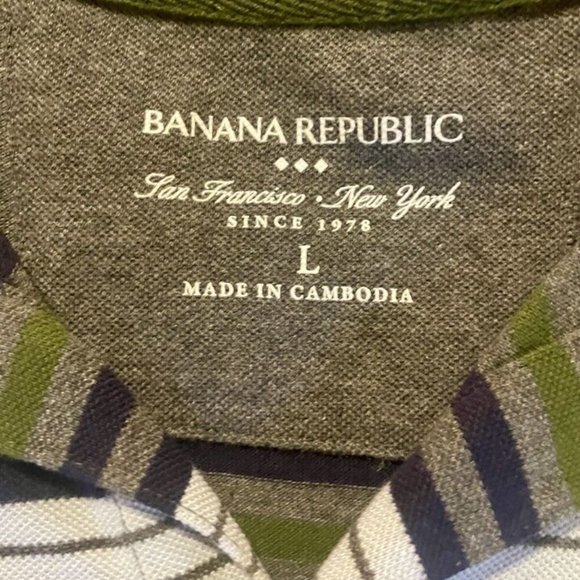 BANANA REPUBLIC
San Francisco • New York
SINCE 1978
L
MADE IN CAMBODIA